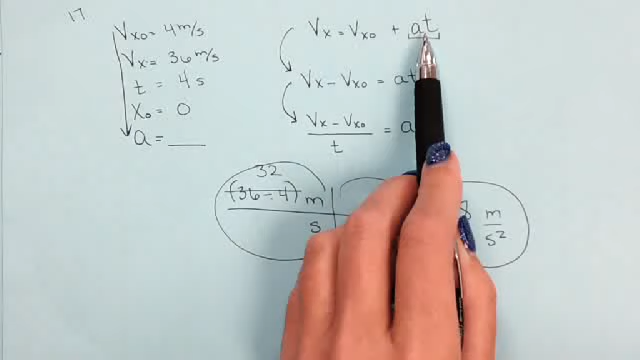 17
Vx0 = 4 m/s
Vx = 36 m/s
t = 4 s
x0 = 0
a = ___
Vx = Vx0 + at
Vx - Vx0 = at
Vx - Vx0 / t = a
32
(36 - 4) m
s
8 m/s²